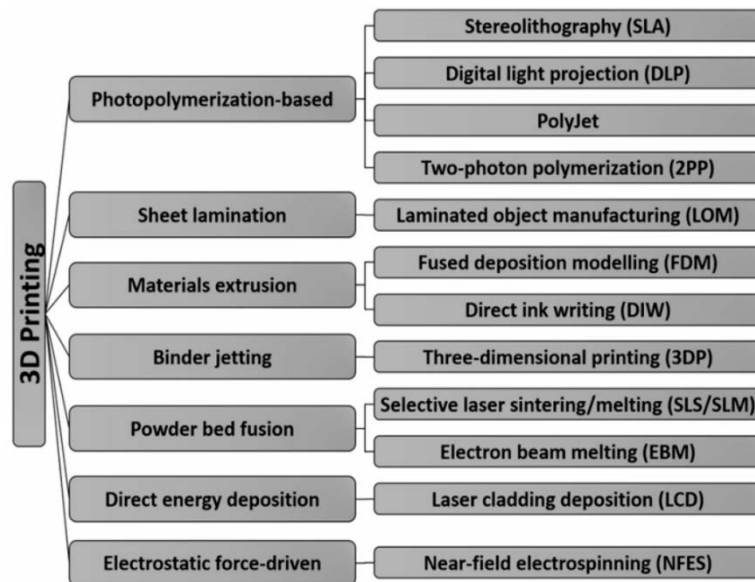 3D Printing
Photopolymerization-based
Stereolithography (SLA)
Digital light projection (DLP)
PolyJet
Two-photon polymerization (2PP)
Sheet lamination
Laminated object manufacturing (LOM)
Materials extrusion
Fused deposition modelling (FDM)
Direct ink writing (DIW)
Binder jetting
Three-dimensional printing (3DP)
Powder bed fusion
Selective laser sintering/melting (SLS/SLM)
Electron beam melting (EBM)
Direct energy deposition
Laser cladding deposition (LCD)
Electrostatic force-driven
Near-field electrospinning (NFES)